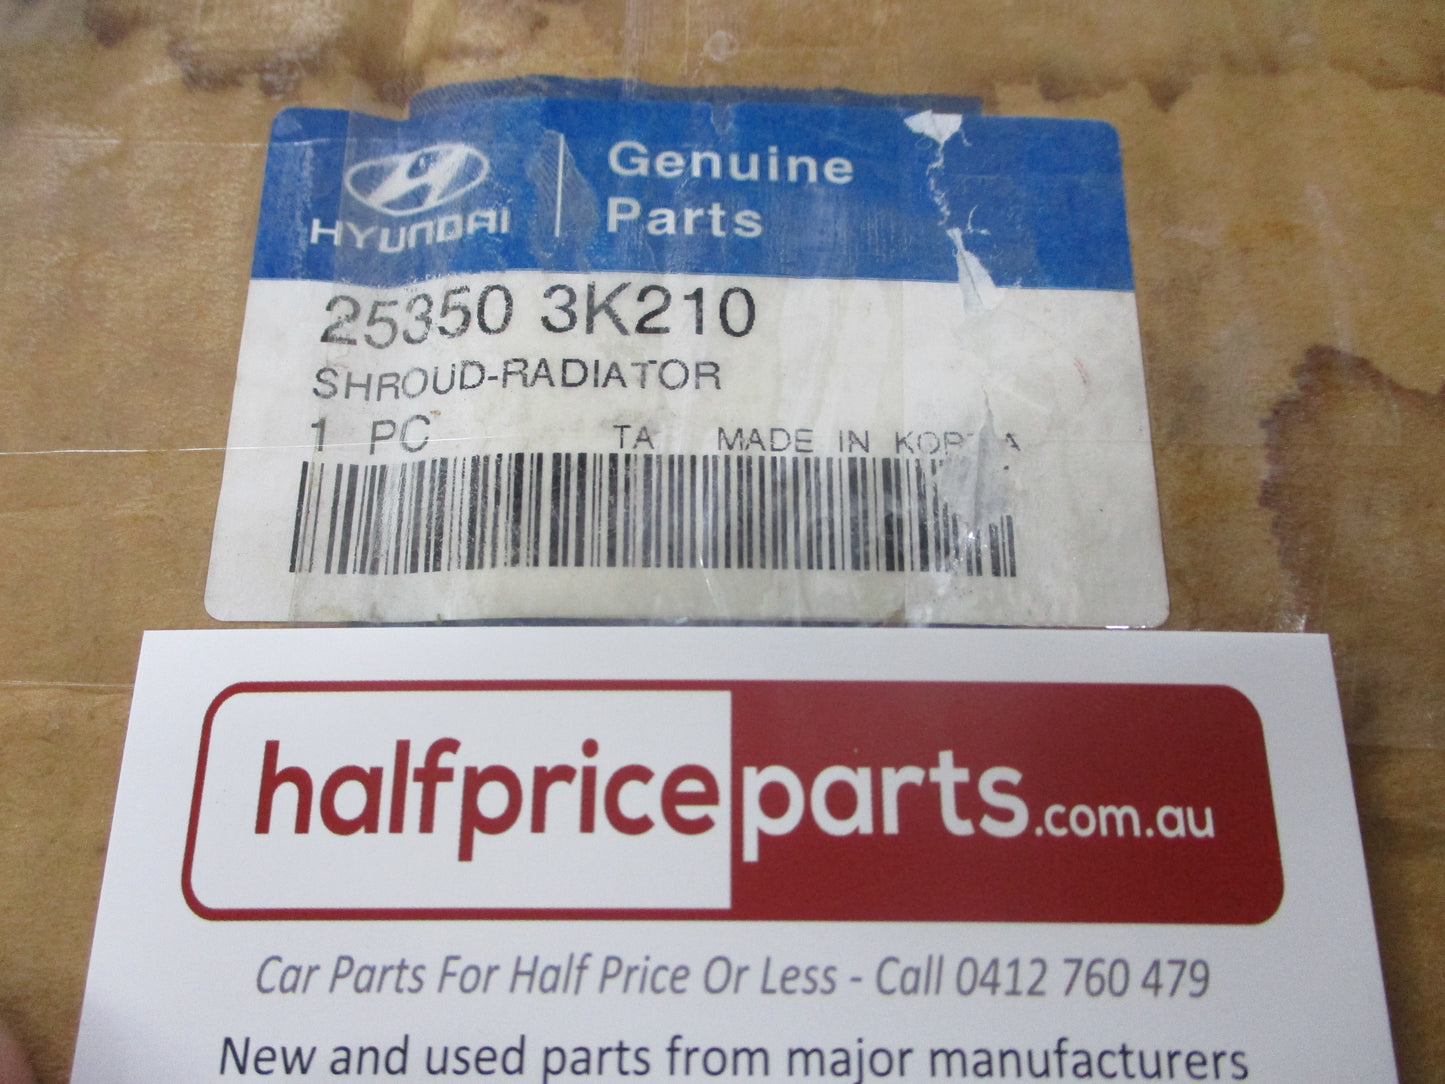 HYUNDAI
Genuine
Parts
25350 3K210
SHROUD-RADIATOR
1 PC TA MADE IN
halfpriceparts.com.au
Car Parts For Half Price Or Less - Call 0412 760 479
New and used parts from major manufacturers